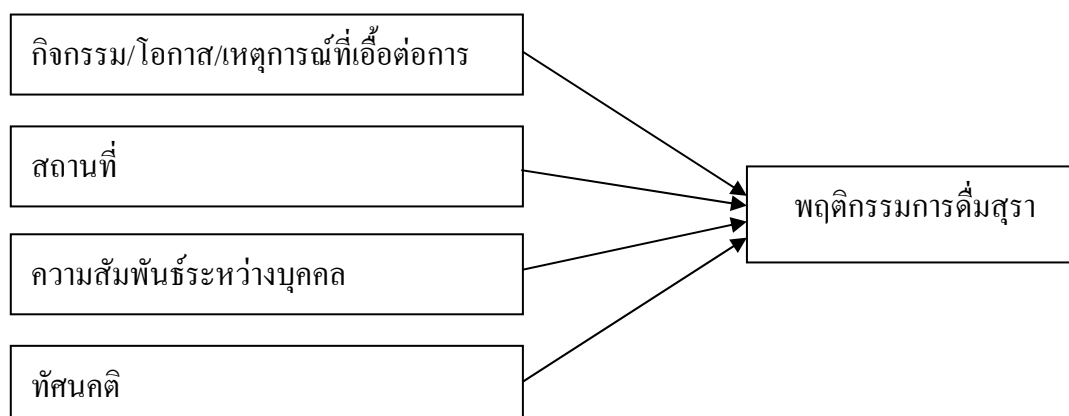 กิจกรรม/โอกาส/เหตุการณ์ที่เอื้อต่อการ
สถานที่
พฤติกรรมการดื่มสุรา
ความสัมพันธ์ระหว่างบุคคล
ทัศนคติ